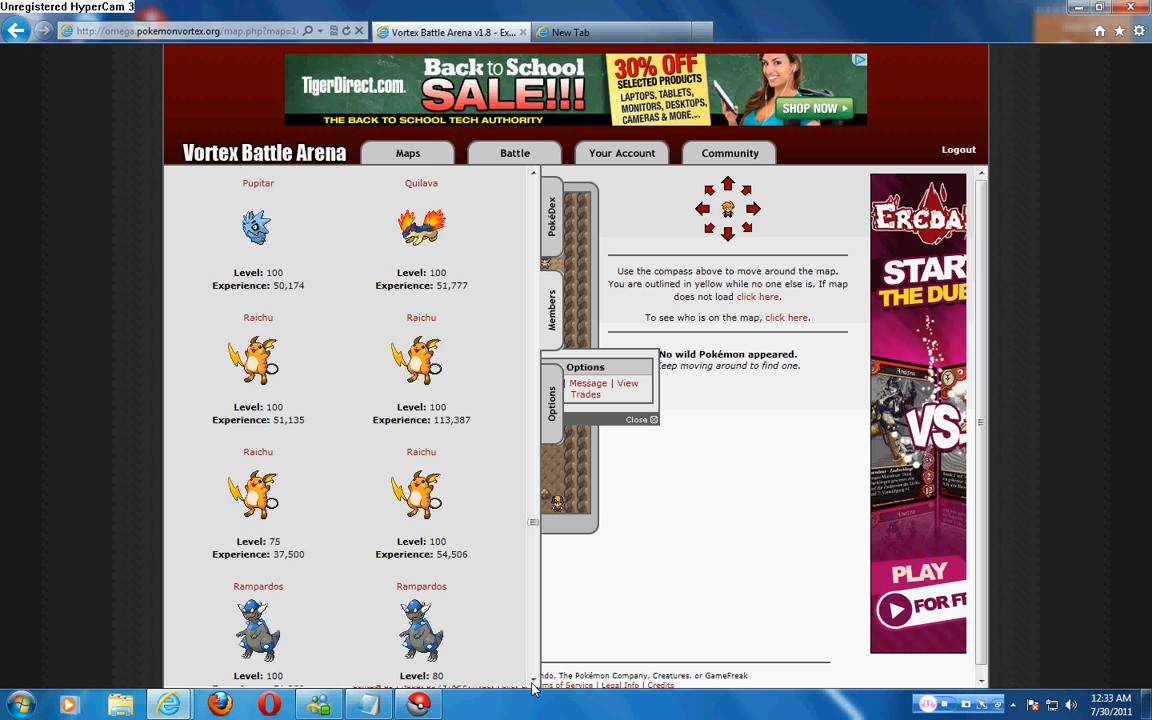 Unregistered HyperCam 3
http://omega.pokemonvortex.org/map.php?map=1
Vortex Battle Arena v1.8 - Ex...
New Tab
TigerDirect.com
Back to School
SALE!!!
THE BACK TO SCHOOL TECH AUTHORITY
30% OFF
SELECTED PRODUCTS
LAPTOPS, TABLETS,
MONITORS, DESKTOPS,
CAMERAS & MORE....
SHOP NOW
Vortex Battle Arena
Maps
Battle
Your Account
Community
Logout
Pupitar
Quilava
Level: 100
Level: 100
Experience: 50,174
Experience: 51,777
Raichu
Raichu
Level: 100
Level: 100
Experience: 51,135
Experience: 113,387
Raichu
Raichu
Level: 75
Level: 100
Experience: 37,500
Experience: 54,506
Rampardos
Rampardos
Level: 100
Level: 80
PokéDex
Members
Options
Options
| Message | View
Trades
Close
Use the compass above to move around the map.
You are outlined in yellow while no one else is. If map
does not load click here.
To see who is on the map, click here.
No wild Pokémon appeared.
Keep moving around to find one.
ndo. The Pokémon Company, Creatures, or GameFreak
ms of Service | Legal Info | Credits
EREDA
STAR
THE DUE
VS
PLAY
FOR FR
12:33 AM
7/30/2011